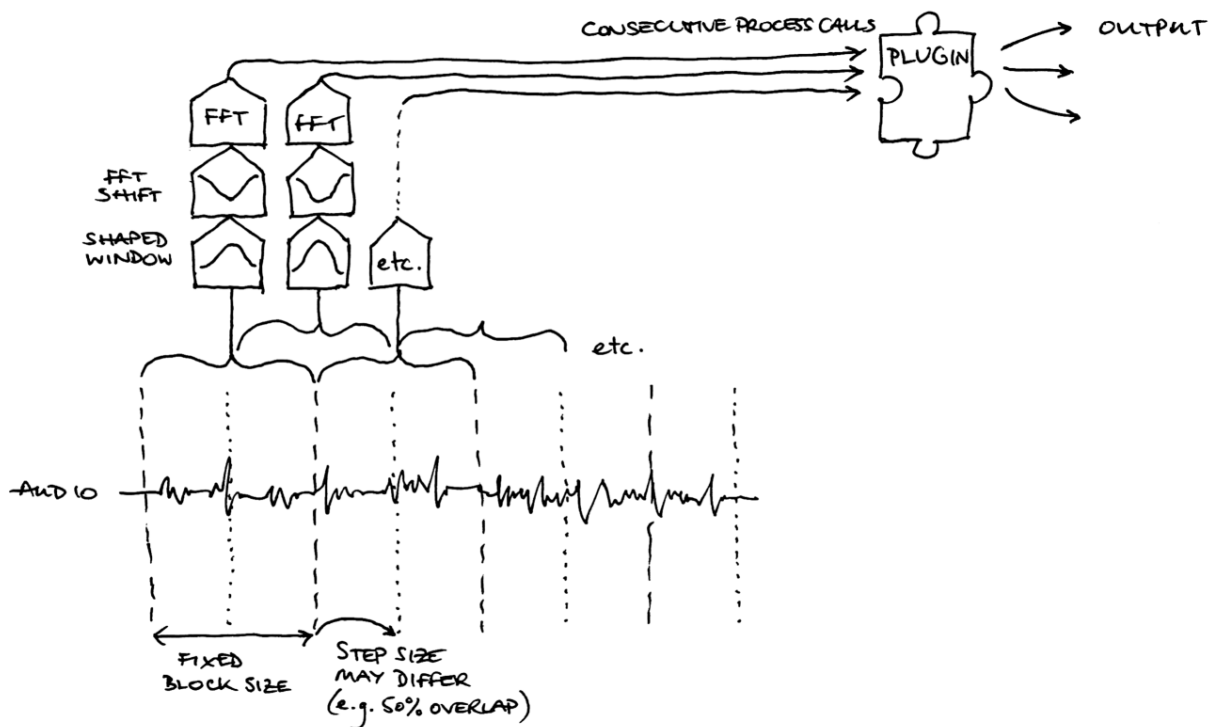 CONSECUTIVE PROCESS CALLS
PLUGIN
OUTPUT
FFT
FFT
FFT
SHIFT
SHAPED
WINDOW
etc.
etc.
AUDIO
FIXED
BLOCK SIZE
STEP SIZE
MAY DIFFER
(e.g. 50% OVERLAP)